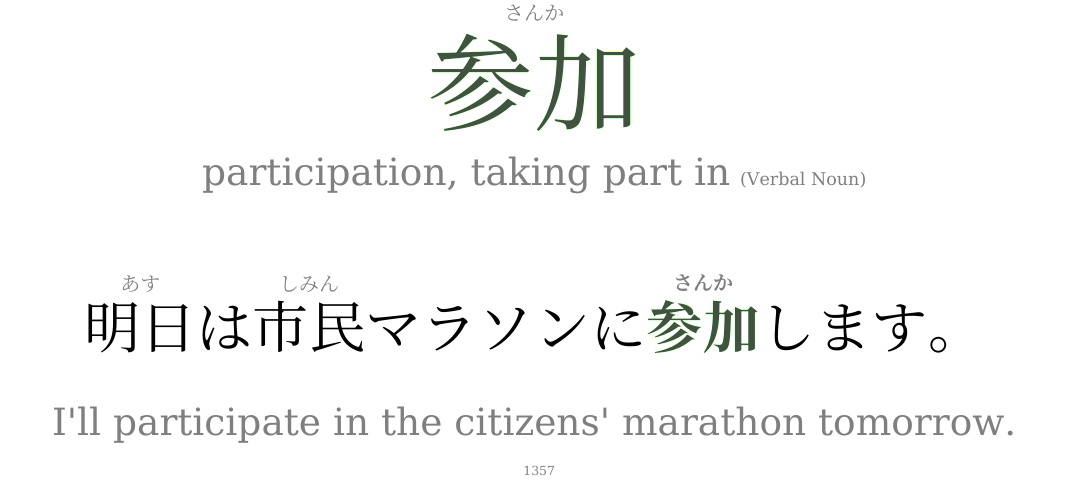 さんか
参加
participation, taking part in (Verbal Noun)
あす しみん さんか
明日は市民マラソンに参加します。
I'll participate in the citizens' marathon tomorrow.
1357